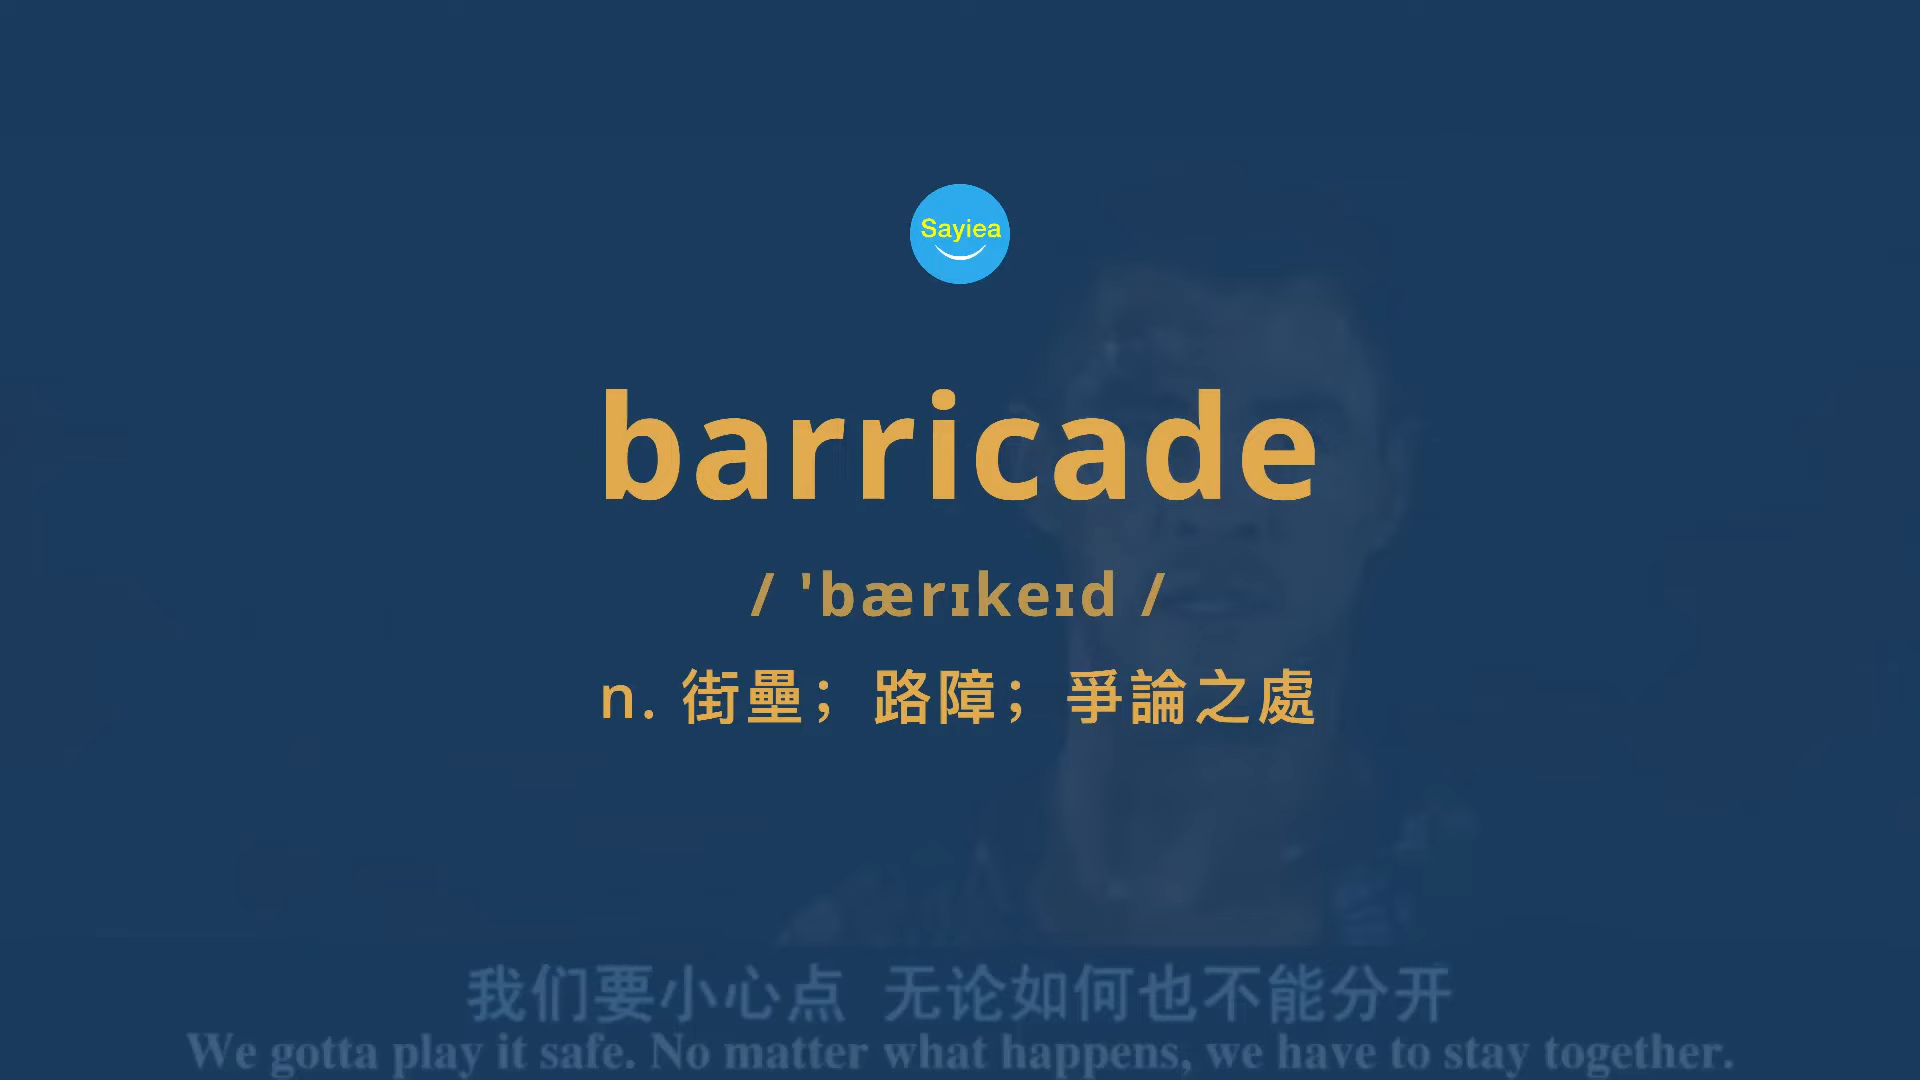 Sayiea
barricade
/ 'bærɪkeɪd /
n. 街壘；路障；爭論之處
我们要小心点 无论如何也不能分开
We gotta play it safe. No matter what happens, we have to stay together.